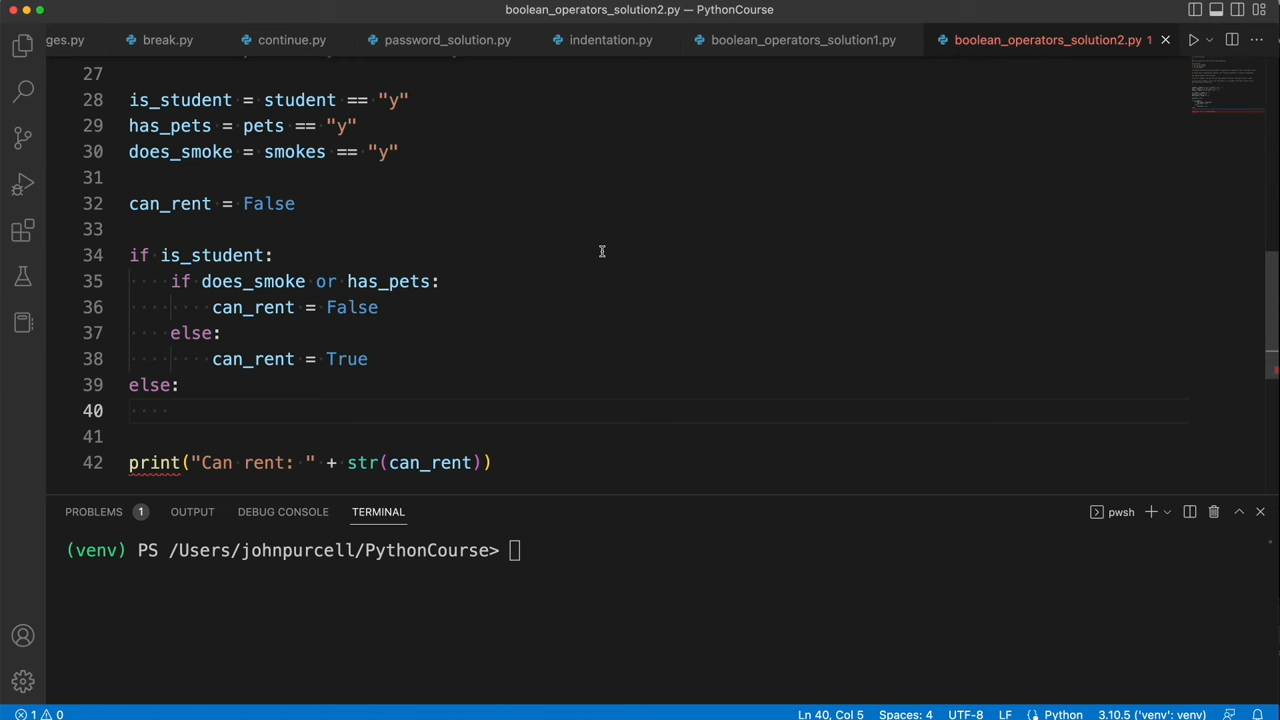 boolean_operators_solution2.py — PythonCourse
ges.py break.py continue.py password_solution.py indentation.py boolean_operators_solution1.py boolean_operators_solution2.py 1
27
28 is_student = student == "y"
29 has_pets = pets == "y"
30 does_smoke = smokes == "y"
31
32 can_rent = False
33
34 if is_student:
35 if does_smoke or has_pets:
36 can_rent = False
37 else:
38 can_rent = True
39 else:
40
41
42 print("Can rent: " + str(can_rent))
PROBLEMS 1 OUTPUT DEBUG CONSOLE TERMINAL pwsh
(venv) PS /Users/johnpurcell/PythonCourse>
1 0 Ln 40, Col 5 Spaces: 4 UTF-8 LF Python 3.10.5 ('venv': venv)